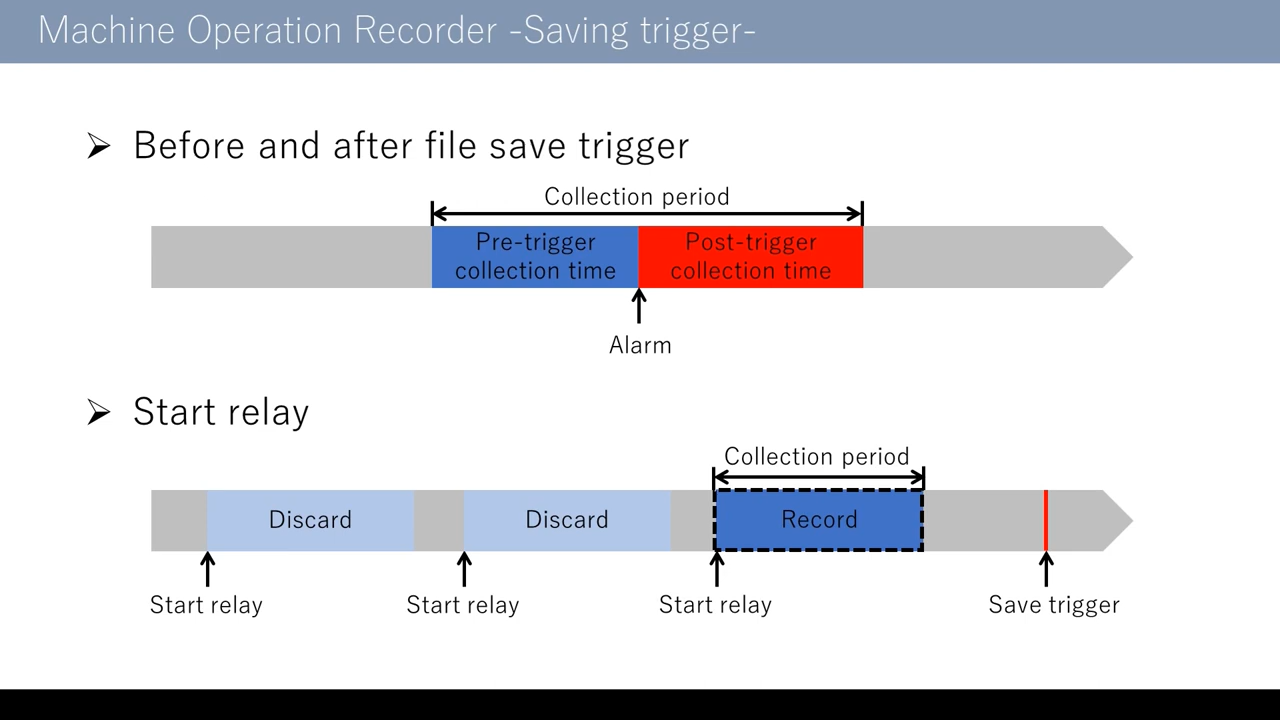 Machine Operation Recorder -Saving trigger-
Before and after file save trigger
Collection period
Pre-trigger
collection time
Post-trigger
collection time
Alarm
Start relay
Collection period
Discard
Discard
Record
Start relay
Start relay
Start relay
Save trigger